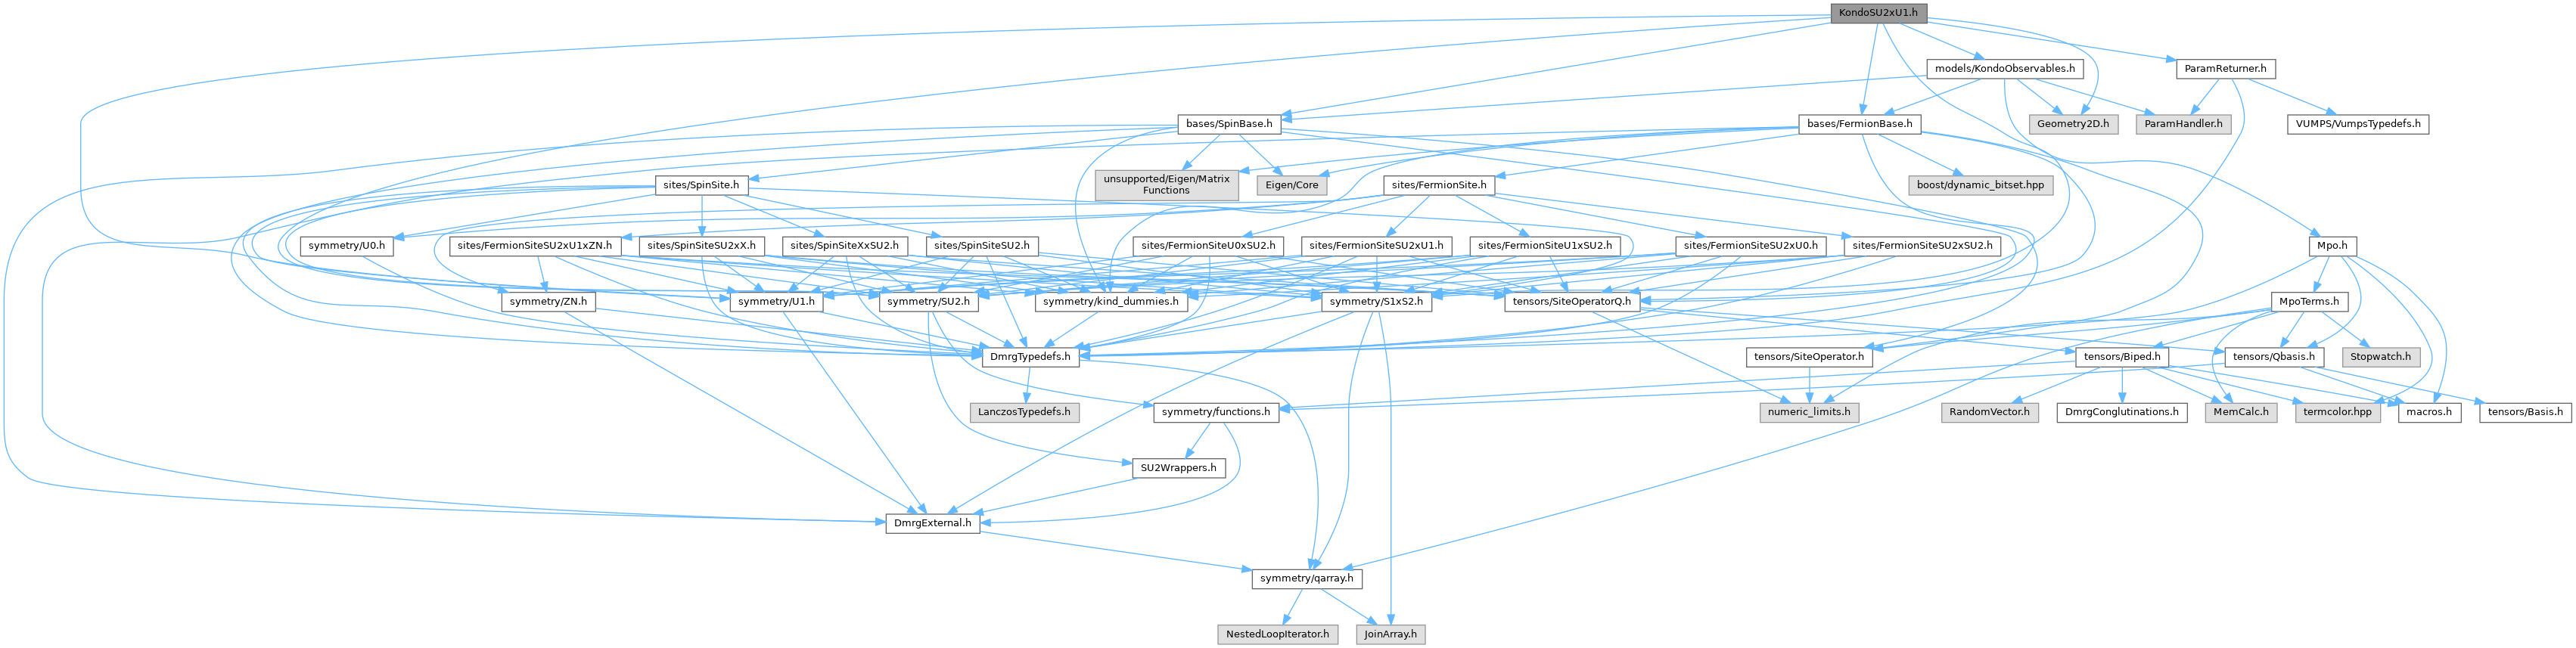 KondoSU2xU1.h
models/KondoObservables.h
ParamReturner.h
bases/SpinBase.h
bases/FermionBase.h
Geometry2D.h
ParamHandler.h
VUMPS/VumpsTypedefs.h
unsupported/Eigen/Matrix
Functions
Eigen/Core
sites/SpinSite.h
sites/FermionSite.h
boost/dynamic_bitset.hpp
symmetry/U0.h
sites/FermionSiteSU2xU1xZN.h
sites/SpinSiteSU2xX.h
sites/SpinSiteXxSU2.h
sites/SpinSiteSU2.h
sites/FermionSiteU0xSU2.h
sites/FermionSiteSU2xU1.h
sites/FermionSiteU1xSU2.h
sites/FermionSiteSU2xU0.h
sites/FermionSiteSU2xSU2.h
Mpo.h
symmetry/ZN.h
symmetry/U1.h
symmetry/SU2.h
symmetry/kind_dummies.h
symmetry/S1xS2.h
tensors/SiteOperatorQ.h
MpoTerms.h
DmrgTypedefs.h
tensors/SiteOperator.h
tensors/Biped.h
tensors/Qbasis.h
Stopwatch.h
LanczosTypedefs.h
symmetry/functions.h
numeric_limits.h
RandomVector.h
DmrgConglutinations.h
MemCalc.h
termcolor.hpp
macros.h
tensors/Basis.h
SU2Wrappers.h
DmrgExternal.h
symmetry/qarray.h
NestedLoopIterator.h
JoinArray.h